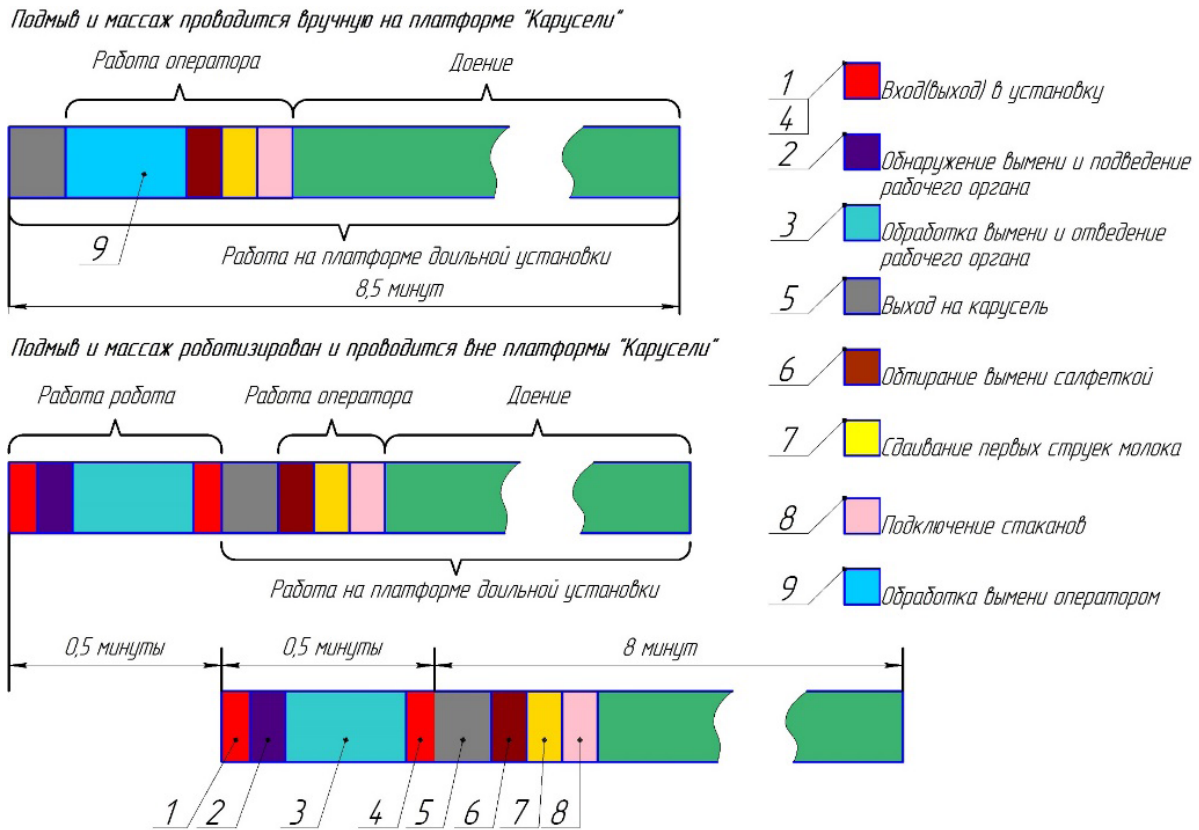 Подмыв и массаж проводится вручную на платформе "Карусели"
Работа оператора
Доение
9
Работа на платформе доильной установки
8,5 минут
Подмыв и массаж роботизирован и проводится вне платформы "Карусели"
Работа робота
Работа оператора
Доение
Работа на платформе доильной установки
0,5 минуты
0,5 минуты
8 минут
1 2 3 4 5 6 7 8
1
4
Вход(выход) в установку
2
Обнаружение вымени и подведение
рабочего органа
3
Обработка вымени и отведение
рабочего органа
5
Выход на карусель
6
Обтирание вымени салфеткой
7
Сдаивание первых струек молока
8
Подключение стаканов
9
Обработка вымени оператором